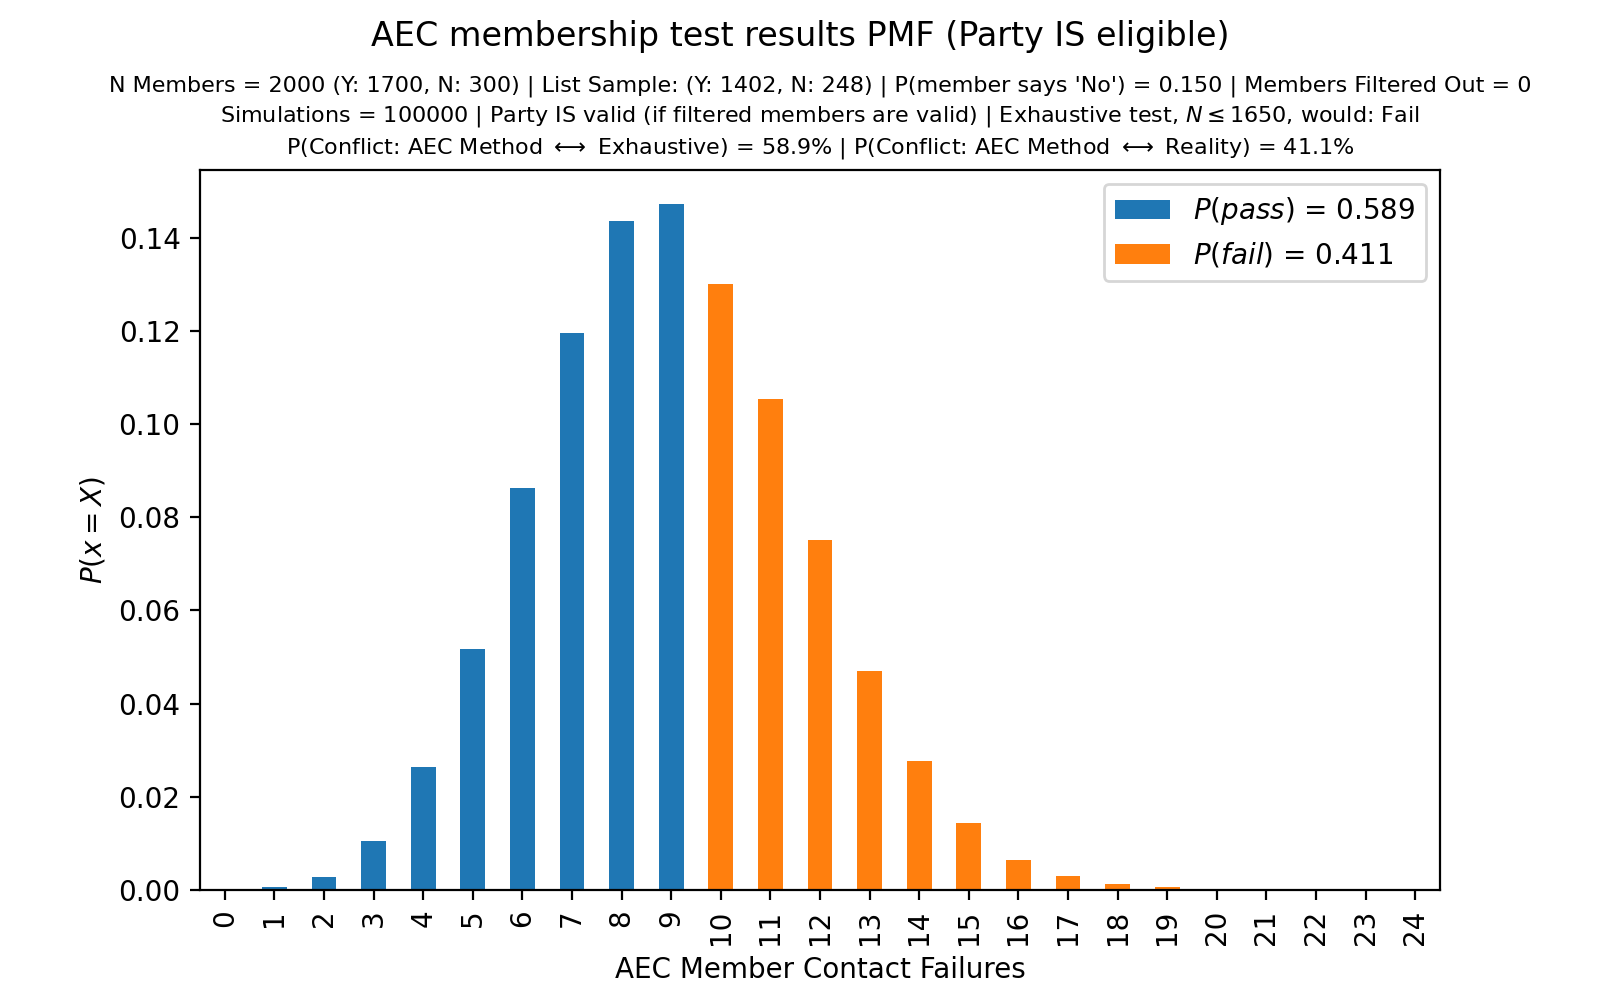 AEC membership test results PMF (Party IS eligible)
N Members = 2000 (Y: 1700, N: 300) | List Sample: (Y: 1402, N: 248) | P(member says 'No') = 0.150 | Members Filtered Out = 0
Simulations = 100000 | Party IS valid (if filtered members are valid) | Exhaustive test, N ≤ 1650, would: Fail
P(Conflict: AEC Method ⟷ Exhaustive) = 58.9% | P(Conflict: AEC Method ⟷ Reality) = 41.1%
P(pass) = 0.589
P(fail) = 0.411
0.14
0.12
0.10
0.08
0.06
0.04
0.02
0.00
P(x = X)
0 1 2 3 4 5 6 7 8 9 10 11 12 13 14 15 16 17 18 19 20 21 22 23 24
AEC Member Contact Failures